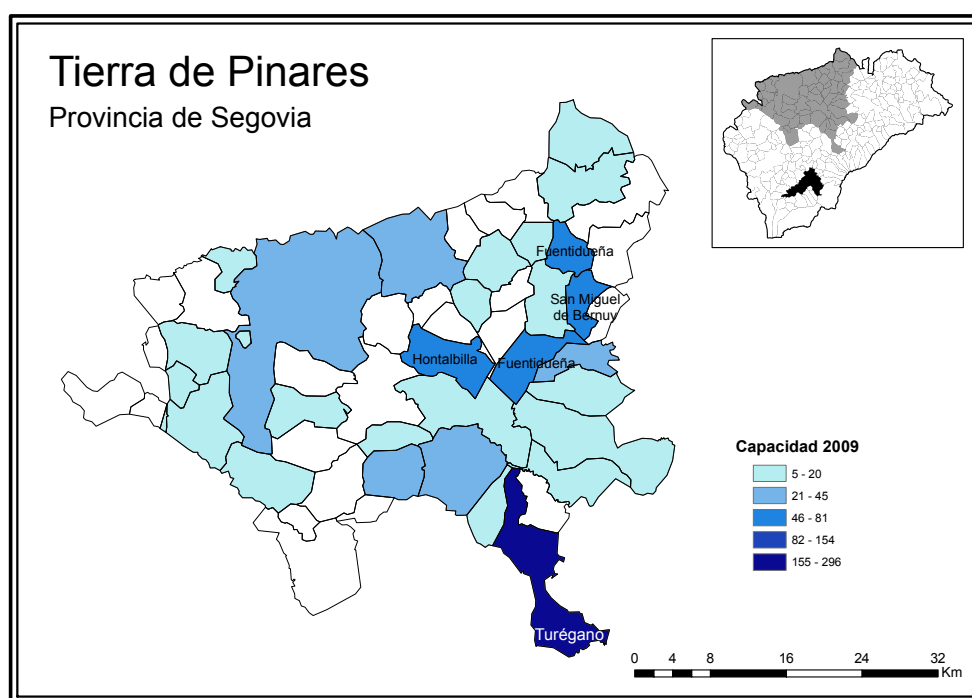 Tierra de Pinares
Provincia de Segovia
Fuentidueña
San Miguel
de Bernuy
Hontalbilla
Fuentidueña
Capacidad 2009
5 - 20
21 - 45
46 - 81
82 - 154
155 - 296
Turégano
0 4 8 16 24 32
Km